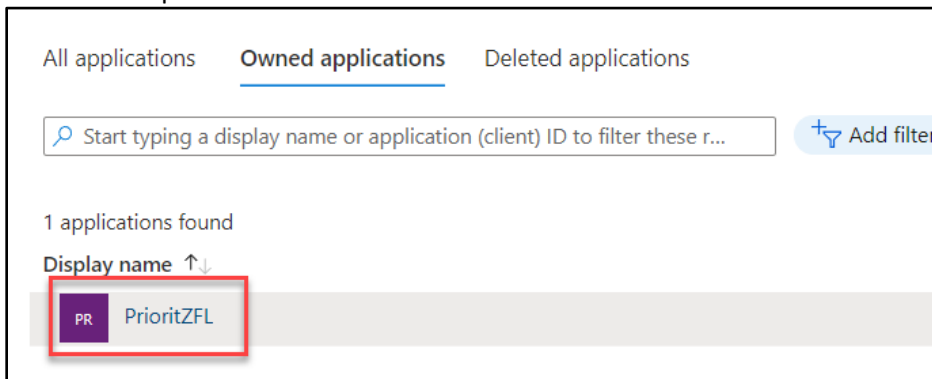 All applications Owned applications Deleted applications
Start typing a display name or application (client) ID to filter these r... Add filter
1 applications found
Display name ↑↓
PR PrioritZFL